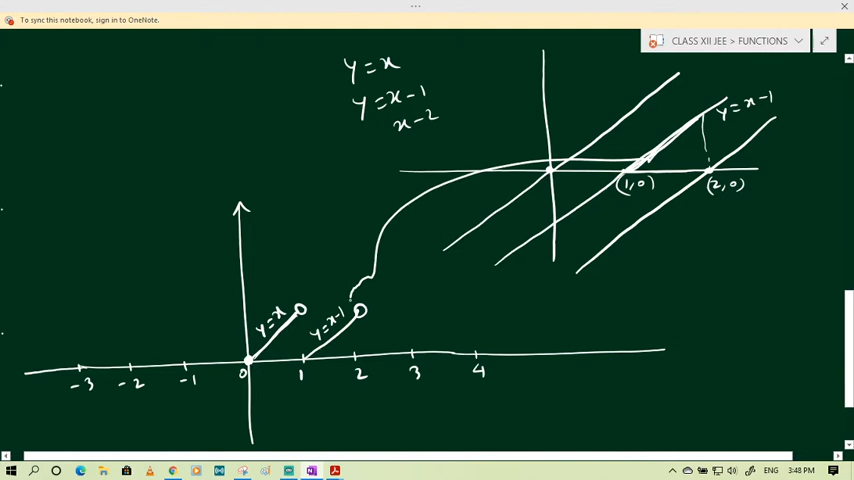 To sync this notebook, sign in to OneNote.
CLASS XII JEE > FUNCTIONS
y = x
y = x-1
x-2
y = x-1
(1,0)
(2,0)
y=x
y=x-1
-3 -2 -1 0 1 2 3 4
ENG 3:48 PM